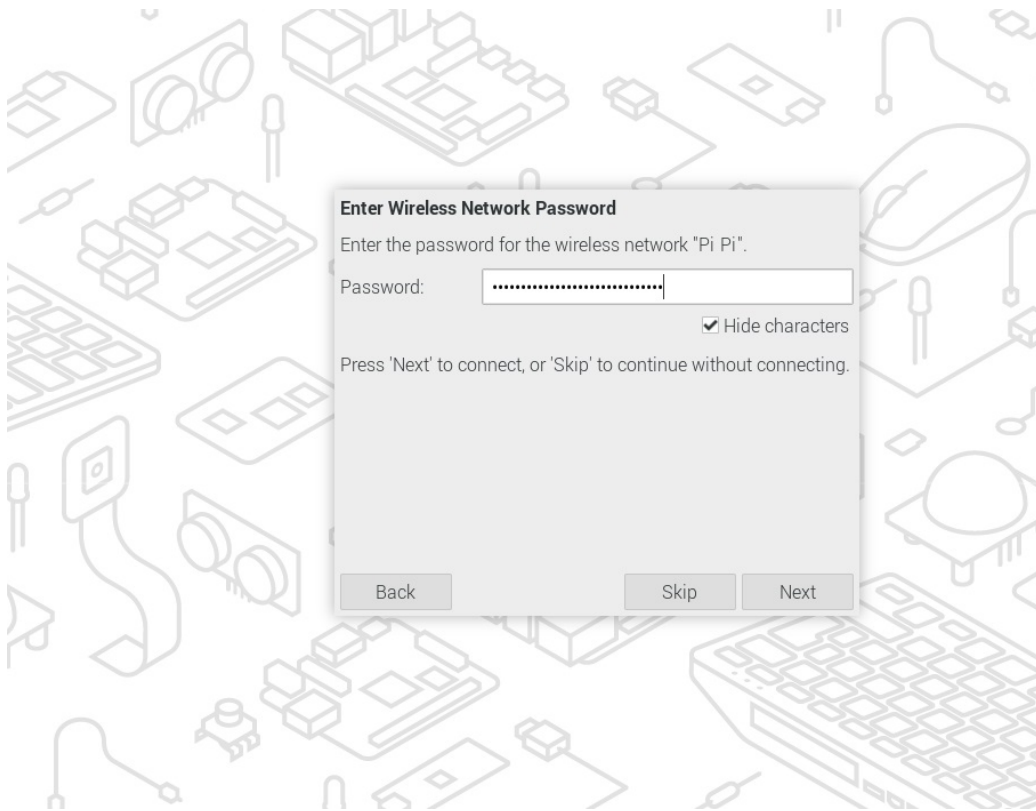 Enter Wireless Network Password
Enter the password for the wireless network "Pi Pi".
Password: ••••••••••••••••••••••••••••••
Hide characters
Press 'Next' to connect, or 'Skip' to continue without connecting.
Back Skip Next